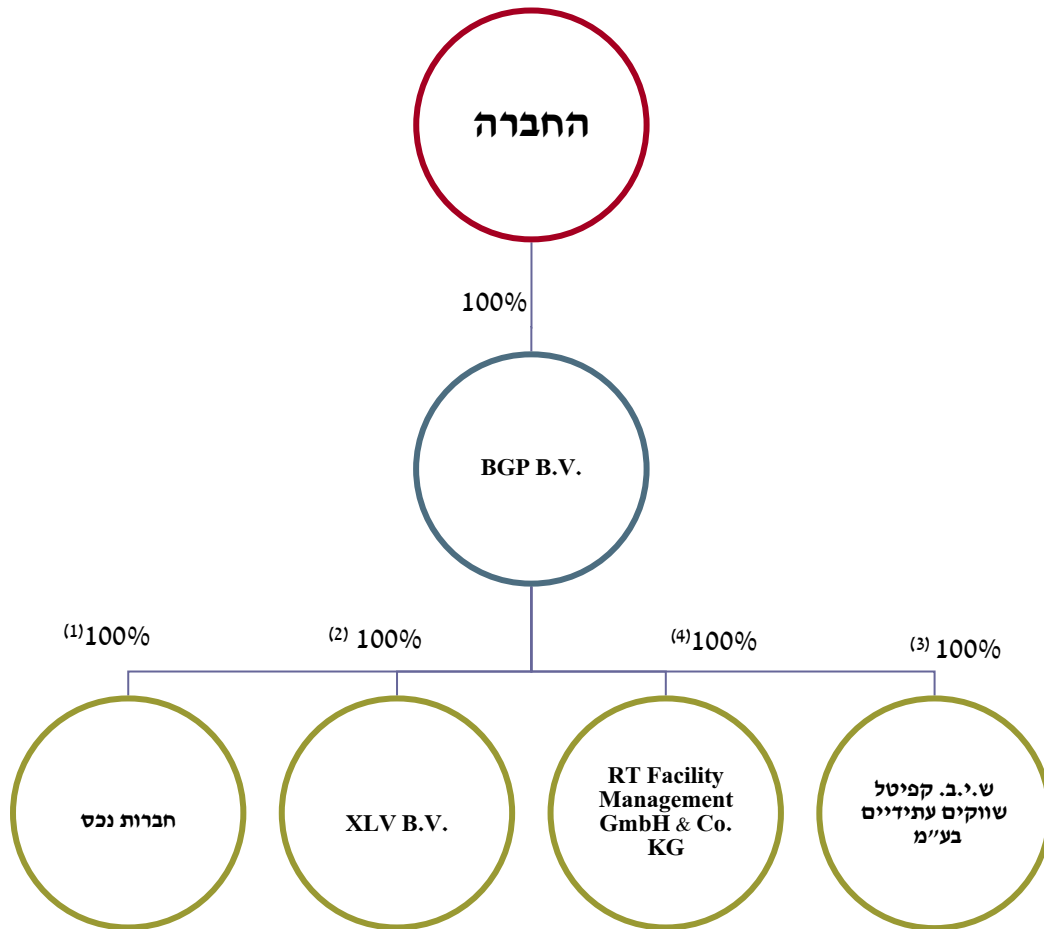 החברה
100%
BGP B.V.
(1)100%
(2) 100%
(4)100%
(3) 100%
חברות נכס
XLV B.V.
RT Facility
Management
GmbH & Co.
KG
ש.י.ב. קפיטל
שווקים עתידיים
בע״מ